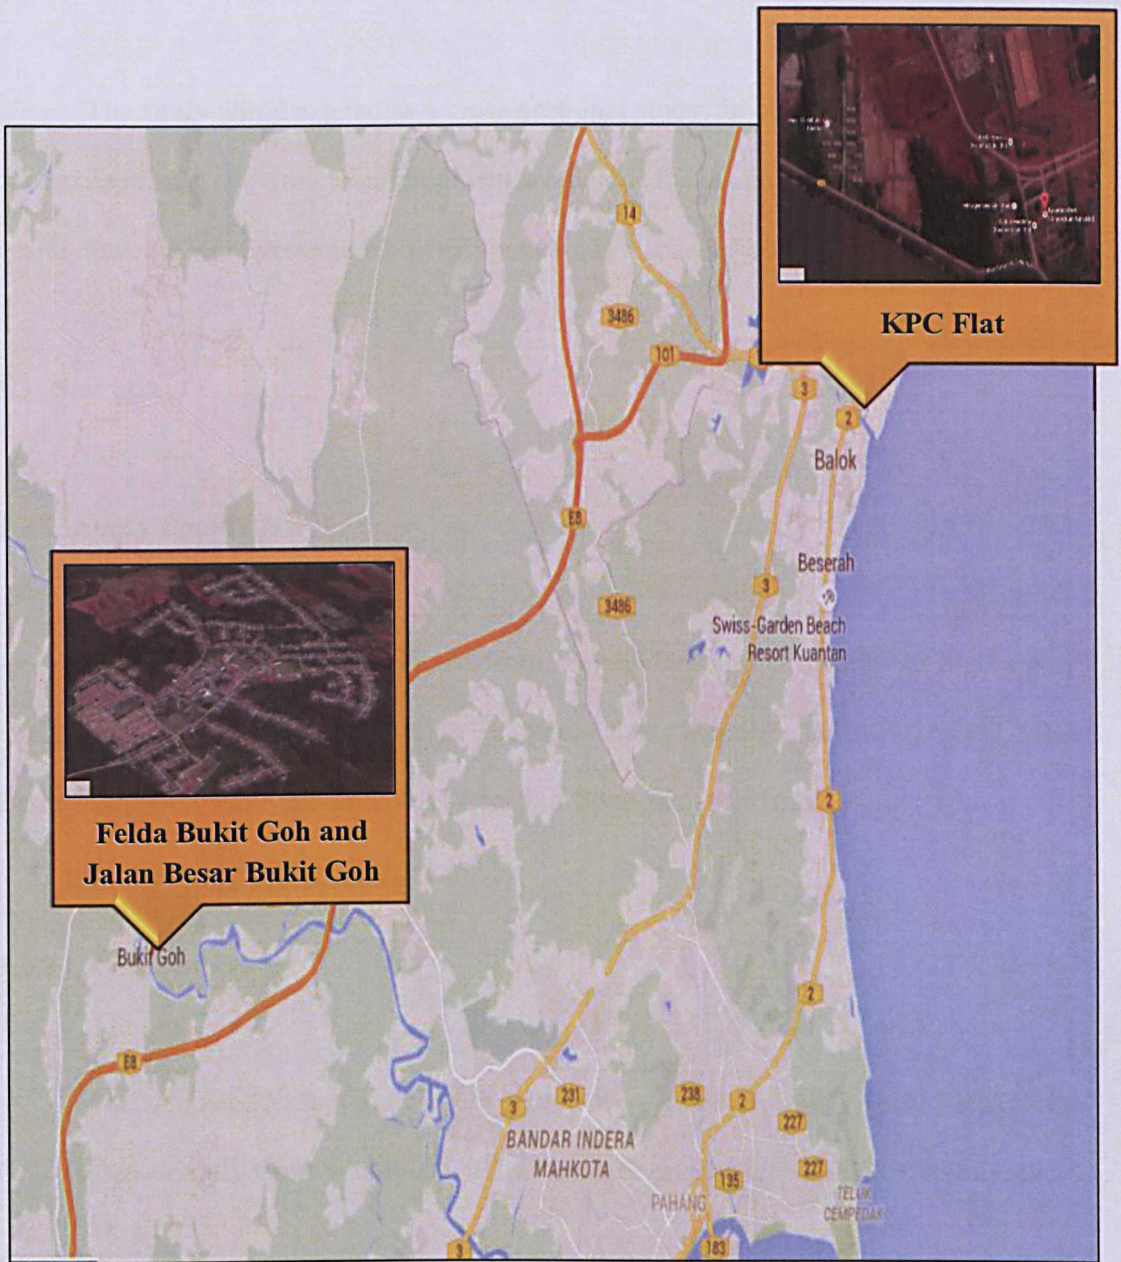 KPC Flat
14
3486
101
3
2
Balok
E8
Beserah
3
3486
Swiss-Garden Beach
Resort Kuantan
2
Felda Bukit Goh and
Jalan Besar Bukit Goh
Bukit Goh
2
E8
231
238
2
3
227
BANDAR INDERA
MAHKOTA
227
135
PAHANG
TELUK
CEMPEDAK
183
3